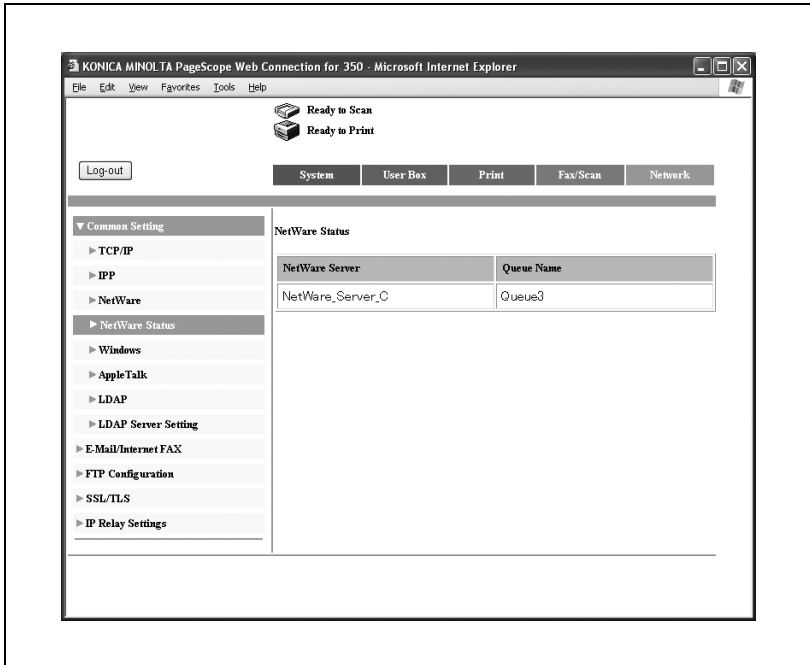 KONICA MINOLTA PageScope Web Connection for 350 - Microsoft Internet Explorer
File Edit View Favorites Tools Help
Ready to Scan
Ready to Print
Log-out
System User Box Print Fax/Scan Network
Common Setting
TCP/IP
IPP
NetWare
NetWare Status
Windows
AppleTalk
LDAP
LDAP Server Setting
E-Mail/Internet FAX
FTP Configuration
SSL/TLS
IP Relay Settings
NetWare Status
NetWare Server Queue Name
NetWare_Server_C Queue3